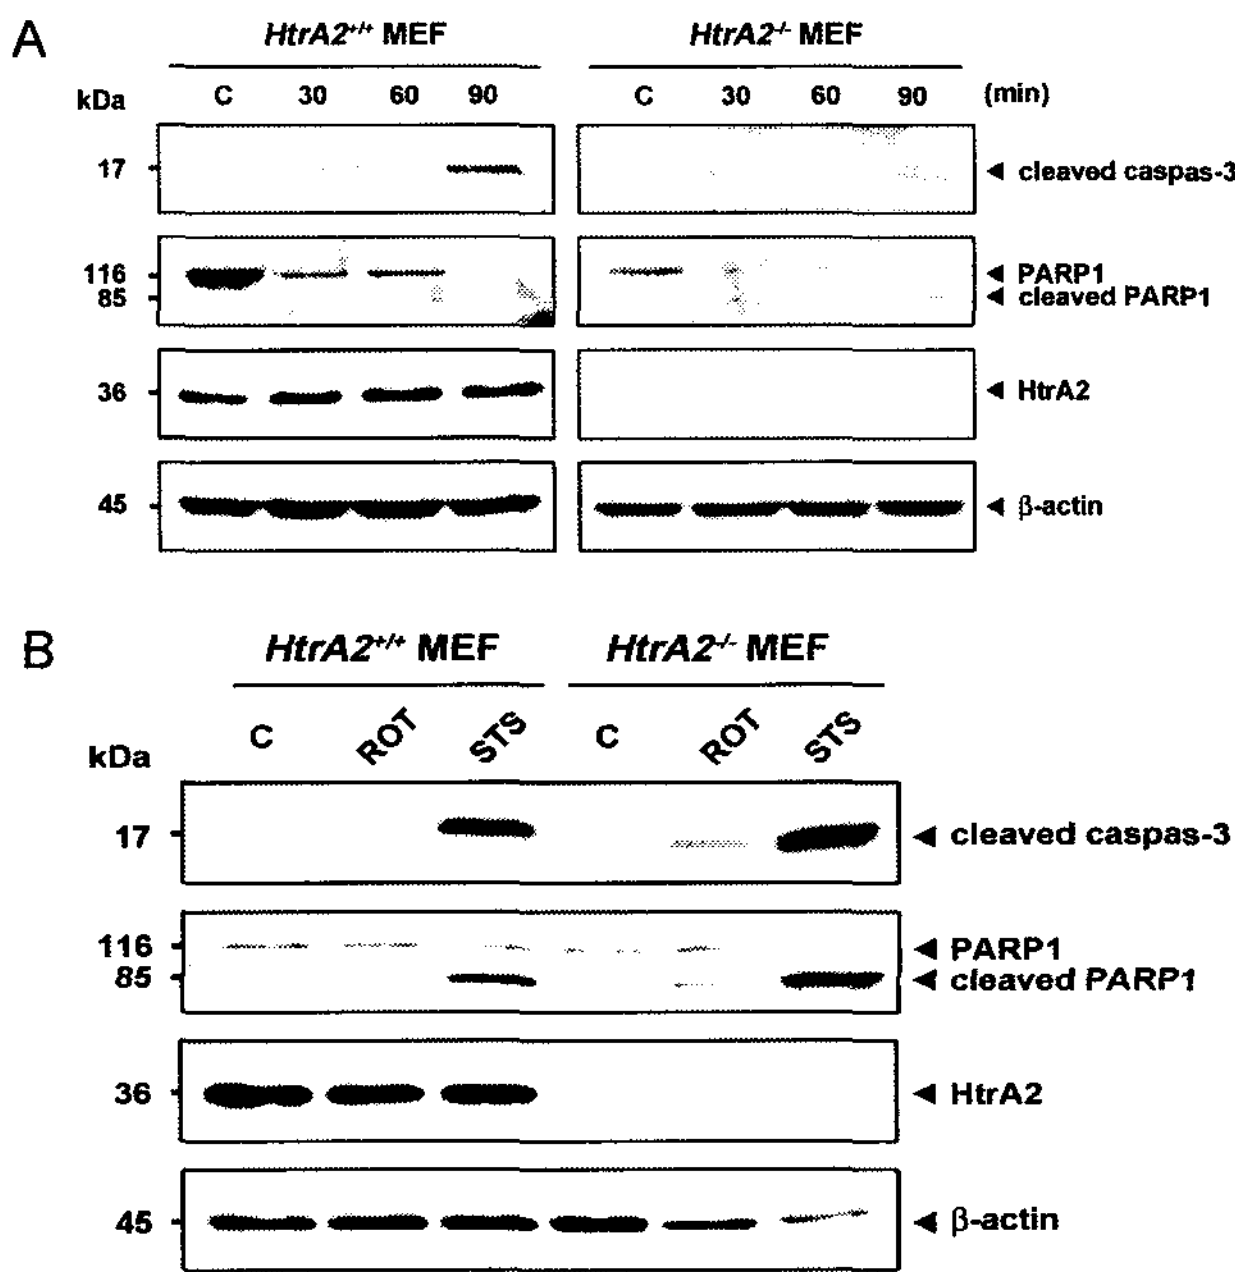 A
HtrA2+/+ MEF HtrA2-/- MEF
kDa C 30 60 90 C 30 60 90 (min)
17 cleaved caspas-3
116 PARP1
85 cleaved PARP1
36 HtrA2
45 β-actin
B
HtrA2+/+ MEF HtrA2-/- MEF
kDa C ROT STS C ROT STS
17 cleaved caspas-3
116 PARP1
85 cleaved PARP1
36 HtrA2
45 β-actin